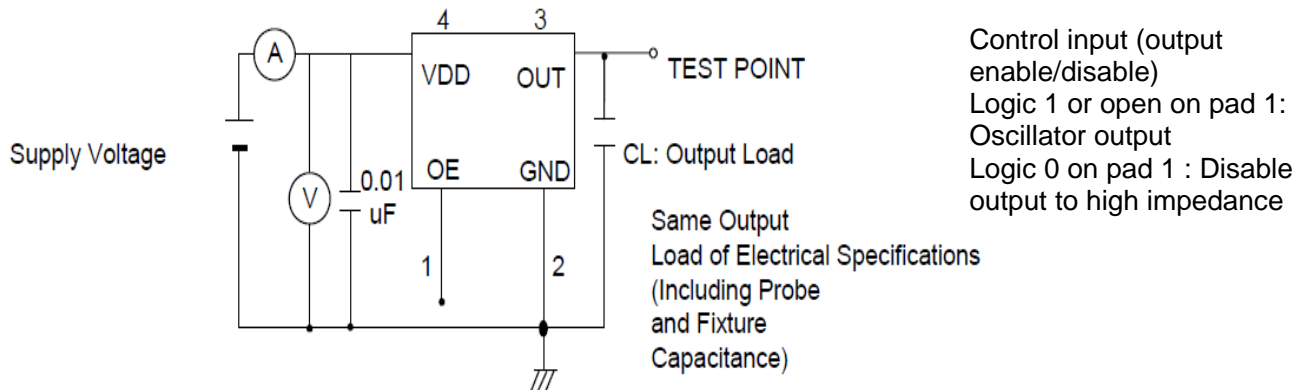 4
3
A
VDD
OUT
TEST POINT
Supply Voltage
V
0.01
uF
OE
GND
CL: Output Load
1
2
Same Output
Load of Electrical Specifications
(Including Probe
and Fixture
Capacitance)
Control input (output
enable/disable)
Logic 1 or open on pad 1:
Oscillator output
Logic 0 on pad 1 : Disable
output to high impedance